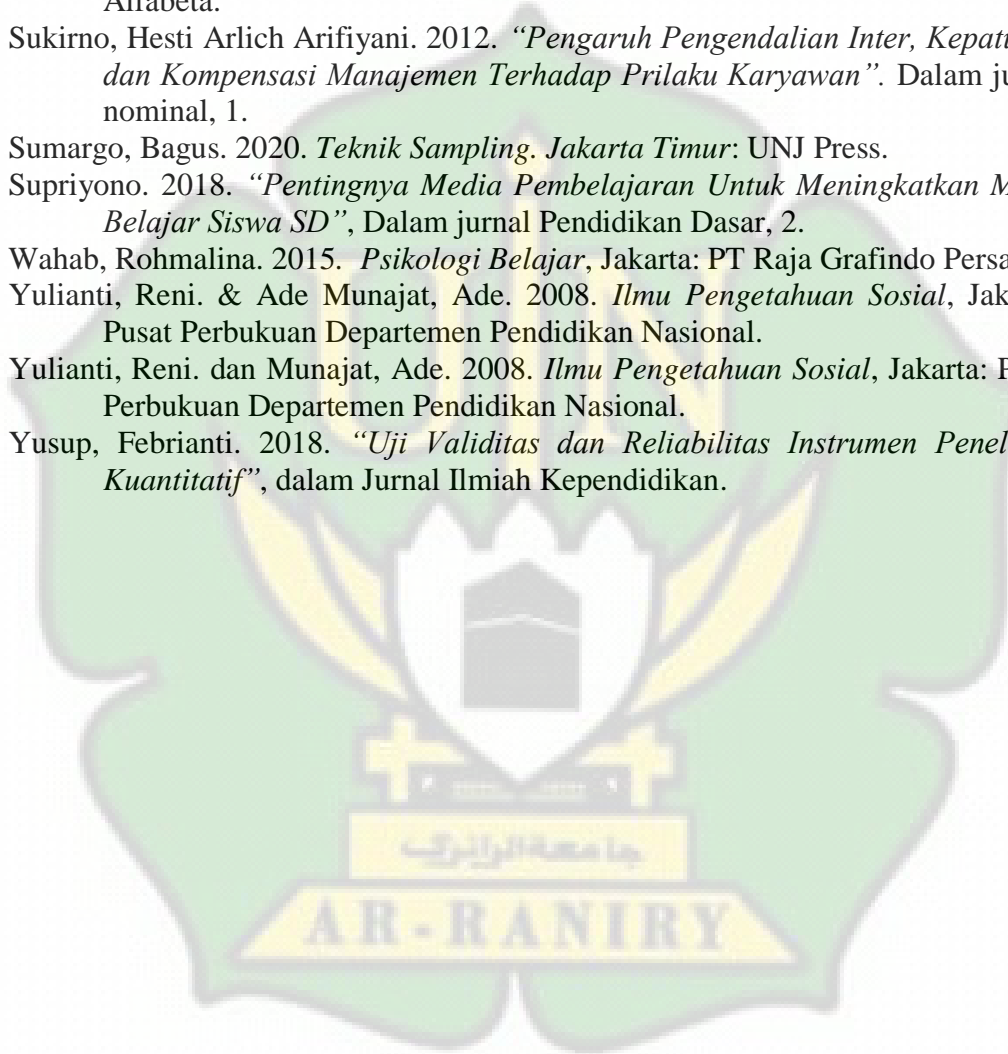 Alfabeta.
Sukirno, Hesti Arlich Arifiyani. 2012. “Pengaruh Pengendalian Inter, Kepat
dan Kompensasi Manajemen Terhadap Prilaku Karyawan”. Dalam ju
nominal, 1.
Sumargo, Bagus. 2020. Teknik Sampling. Jakarta Timur: UNJ Press.
Supriyono. 2018. “Pentingnya Media Pembelajaran Untuk Meningkatkan M
Belajar Siswa SD”, Dalam jurnal Pendidikan Dasar, 2.
Wahab, Rohmalina. 2015. Psikologi Belajar, Jakarta: PT Raja Grafindo Persa
Yulianti, Reni. & Ade Munajat, Ade. 2008. Ilmu Pengetahuan Sosial, Jak
Pusat Perbukuan Departemen Pendidikan Nasional.
Yulianti, Reni. dan Munajat, Ade. 2008. Ilmu Pengetahuan Sosial, Jakarta: P
Perbukuan Departemen Pendidikan Nasional.
Yusup, Febrianti. 2018. “Uji Validitas dan Reliabilitas Instrumen Penel
Kuantitatif”, dalam Jurnal Ilmiah Kependidikan.
UIN
جامعة الرانري
AR-RANIRY